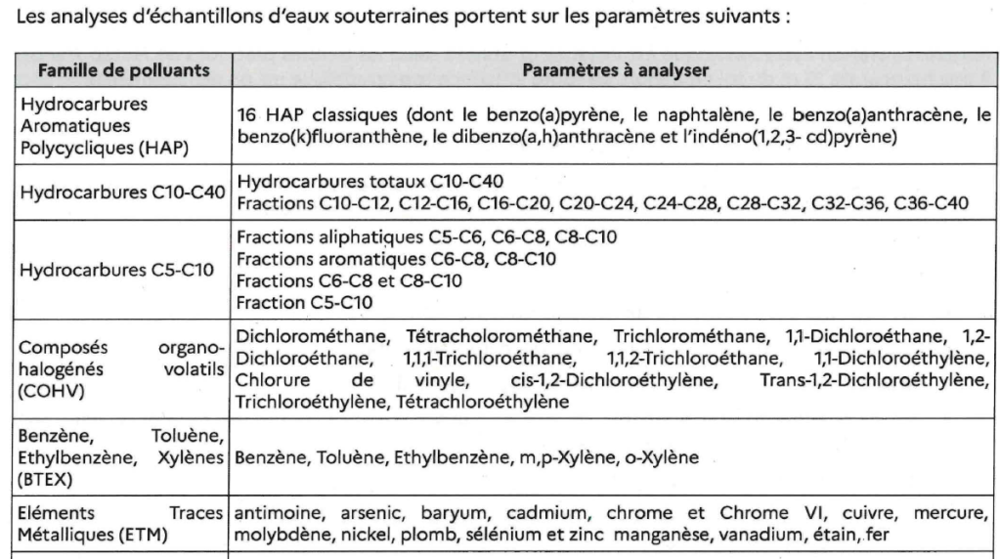 Les analyses d'échantillons d'eaux souterraines portent sur les paramètres suivants :
Famille de polluants
Paramètres à analyser
Hydrocarbures
Aromatiques
Polycycliques (HAP)
16 HAP classiques (dont le benzo(a)pyrène, le naphtalène, le benzo(a)anthracène, le
benzo(k)fluoranthène, le dibenzo(a,h)anthracène et l'indéno(1,2,3- cd)pyrène)
Hydrocarbures C10-C40
Hydrocarbures totaux C10-C40
Fractions C10-C12, C12-C16, C16-C20, C20-C24, C24-C28, C28-C32, C32-C36, C36-C40
Hydrocarbures C5-C10
Fractions aliphatiques C5-C6, C6-C8, C8-C10
Fractions aromatiques C6-C8, C8-C10
Fractions C6-C8 et C8-C10
Fraction C5-C10
Composés organo-
halogénés volatils
(COHV)
Dichlorométhane, Tétracholorométhane, Trichlorométhane, 1,1-Dichloroéthane, 1,2-
Dichloroéthane, 1,1,1-Trichloroéthane, 1,1,2-Trichloroéthane, 1,1-Dichloroéthylène,
Chlorure de vinyle, cis-1,2-Dichloroéthylène, Trans-1,2-Dichloroéthylène,
Trichloroéthylène, Tétrachloroéthylène
Benzène, Toluène,
Ethylbenzène, Xylènes
(BTEX)
Benzène, Toluène, Ethylbenzène, m,p-Xylène, o-Xylène
Eléments Traces
Métalliques (ETM)
antimoine, arsenic, baryum, cadmium, chrome et Chrome VI, cuivre, mercure,
molybdène, nickel, plomb, sélénium et zinc manganèse, vanadium, étain, fer